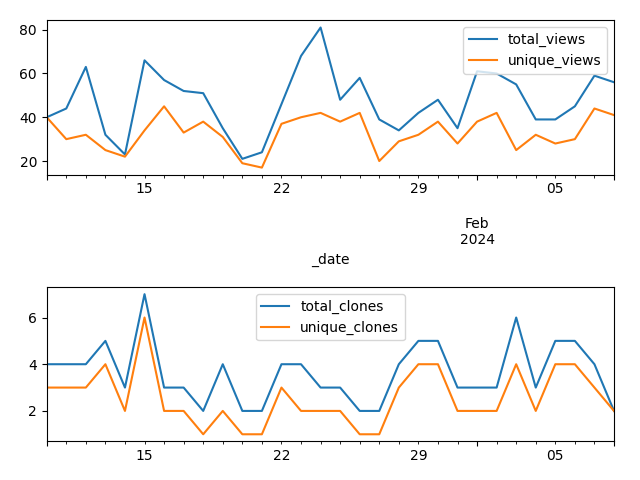 80
60
40
20
total_views
unique_views
15
22
29
05
Feb
2024
_date
6
4
2
total_clones
unique_clones
15
22
29
05